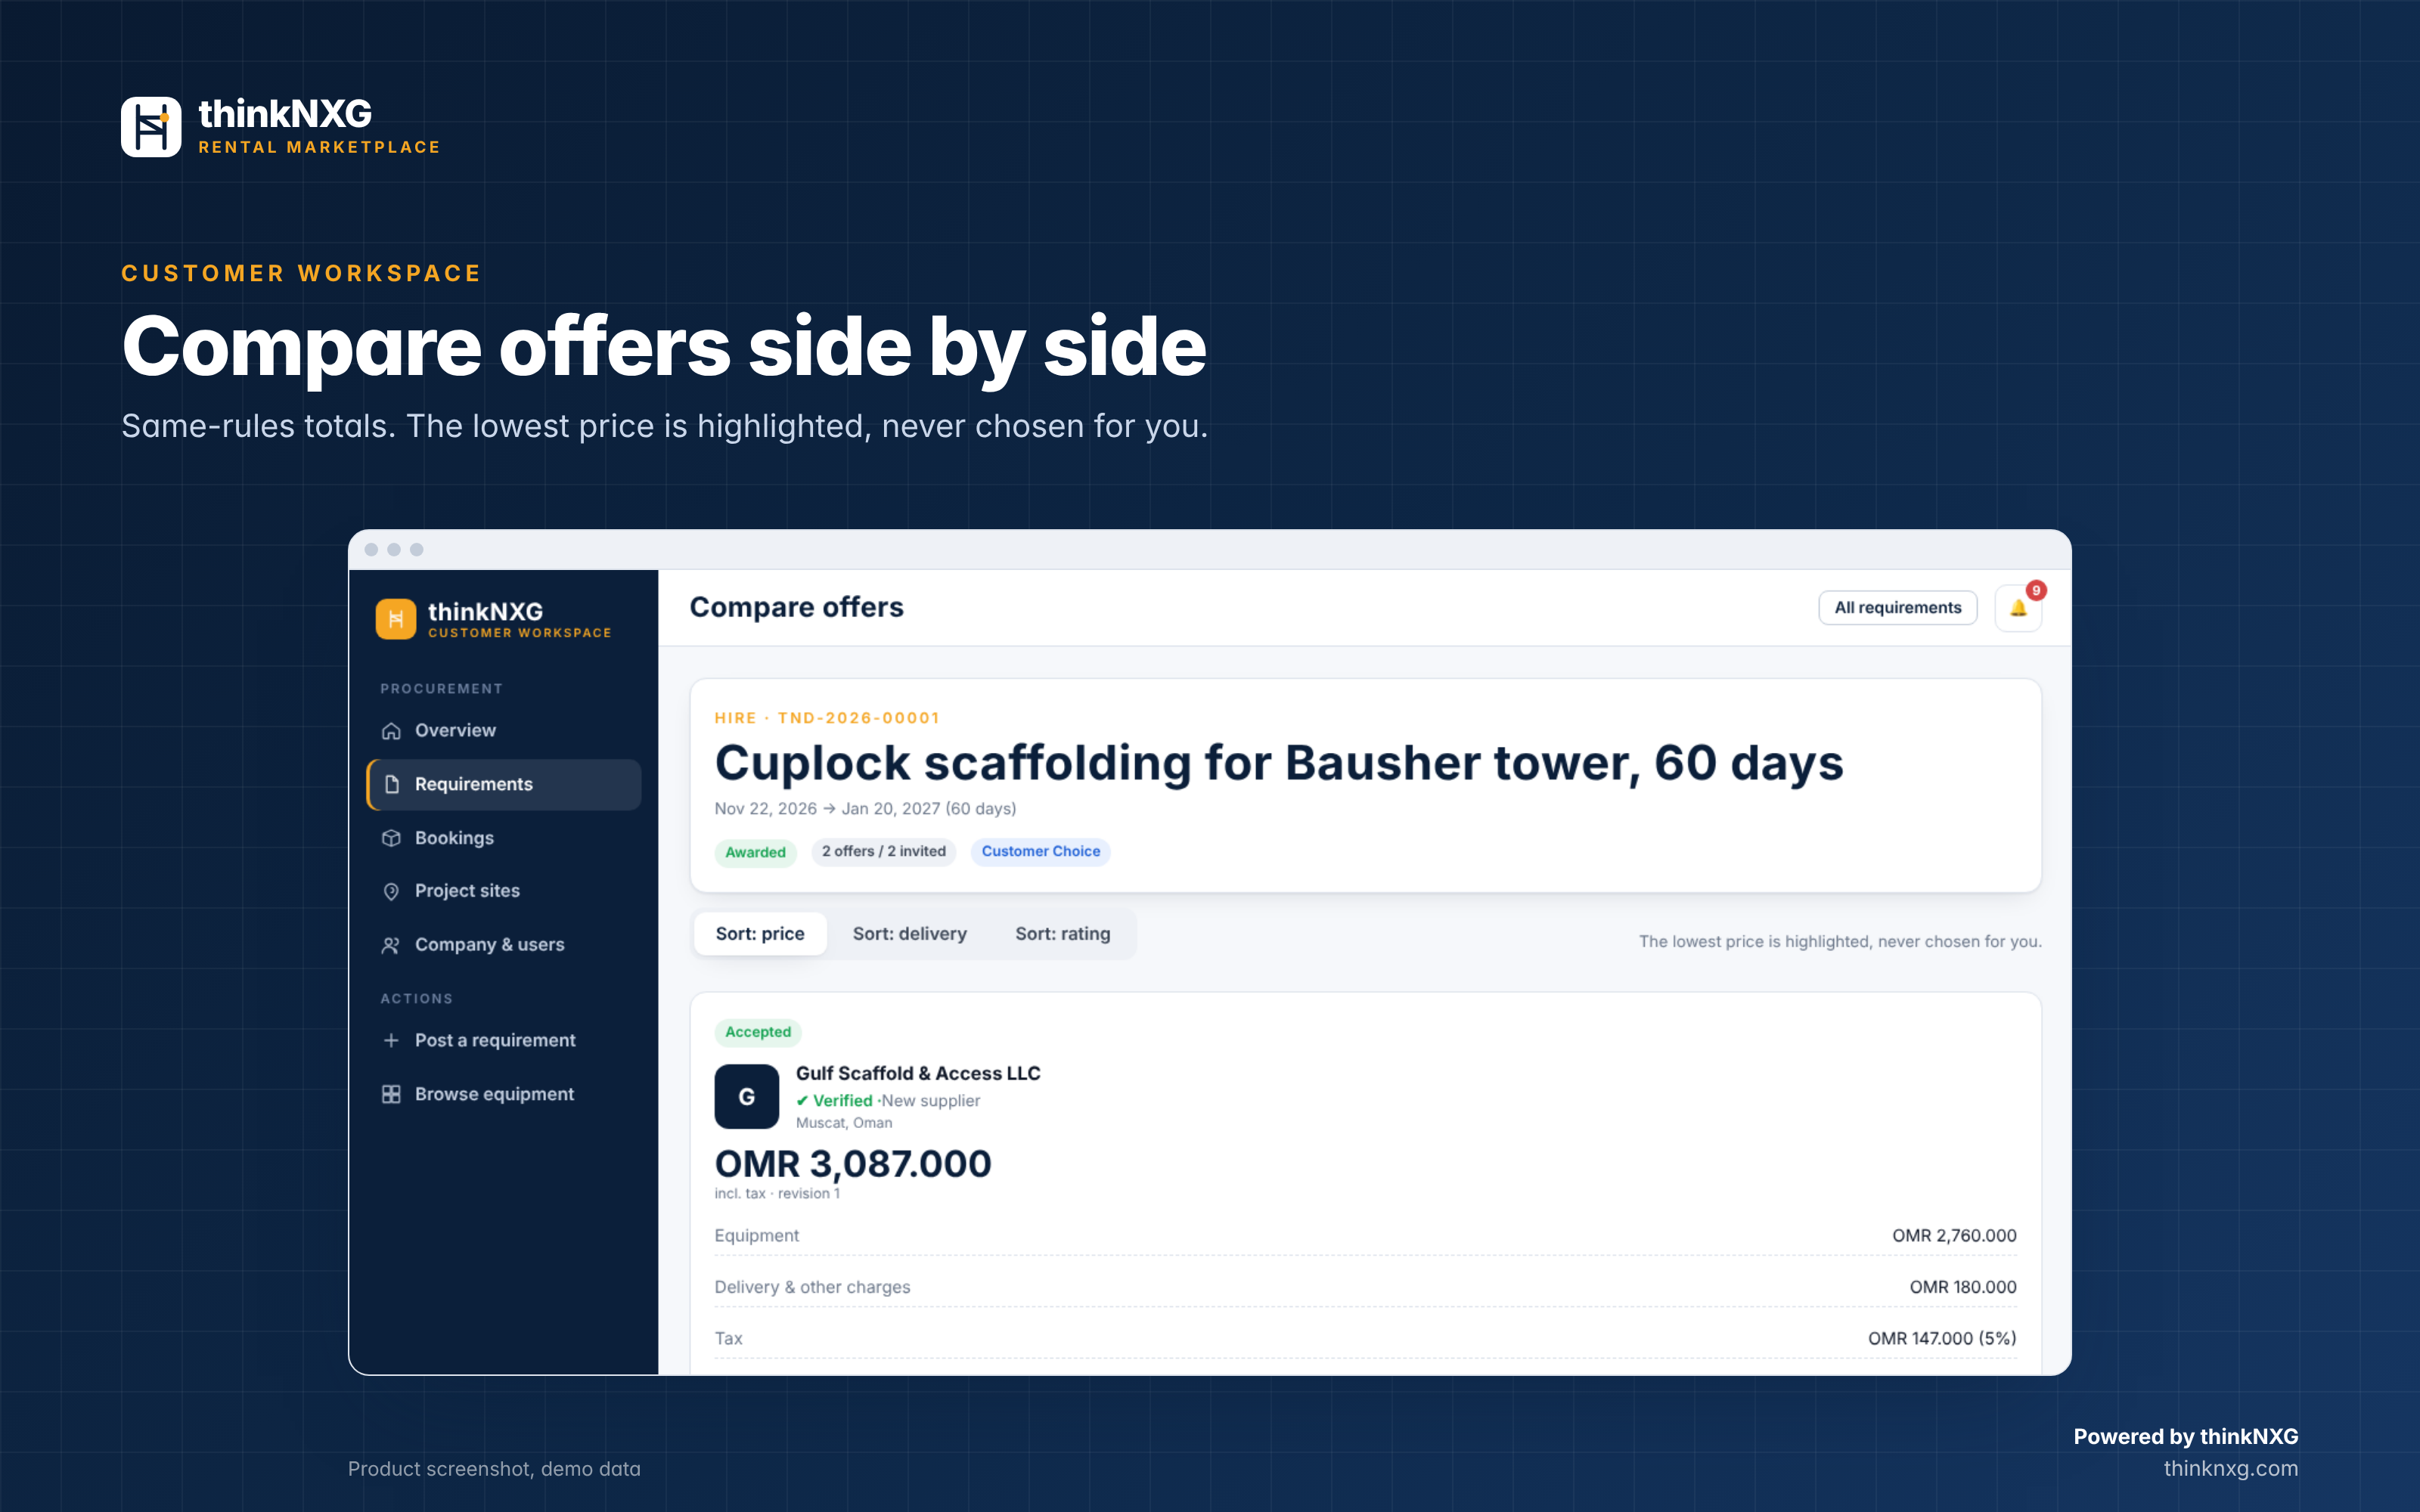 thinkNXG
RENTAL MARKETPLACE
CUSTOMER WORKSPACE
Compare offers side by side
Same-rules totals. The lowest price is highlighted, never chosen for you.
thinkNXG
CUSTOMER WORKSPACE
PROCUREMENT
Overview
Requirements
Bookings
Project sites
Company & users
ACTIONS
Post a requirement
Browse equipment
Compare offers
All requirements
9
HIRE · TND-2026-00001
Cuplock scaffolding for Bausher tower, 60 days
Nov 22, 2026 → Jan 20, 2027 (60 days)
Awarded
2 offers / 2 invited
Customer Choice
Sort: price
Sort: delivery
Sort: rating
The lowest price is highlighted, never chosen for you.
Accepted
G
Gulf Scaffold & Access LLC
✔ Verified ·New supplier
Muscat, Oman
OMR 3,087.000
incl. tax · revision 1
Equipment OMR 2,760.000
Delivery & other charges OMR 180.000
Tax OMR 147.000 (5%)
Product screenshot, demo data
Powered by thinkNXG
thinknxg.com